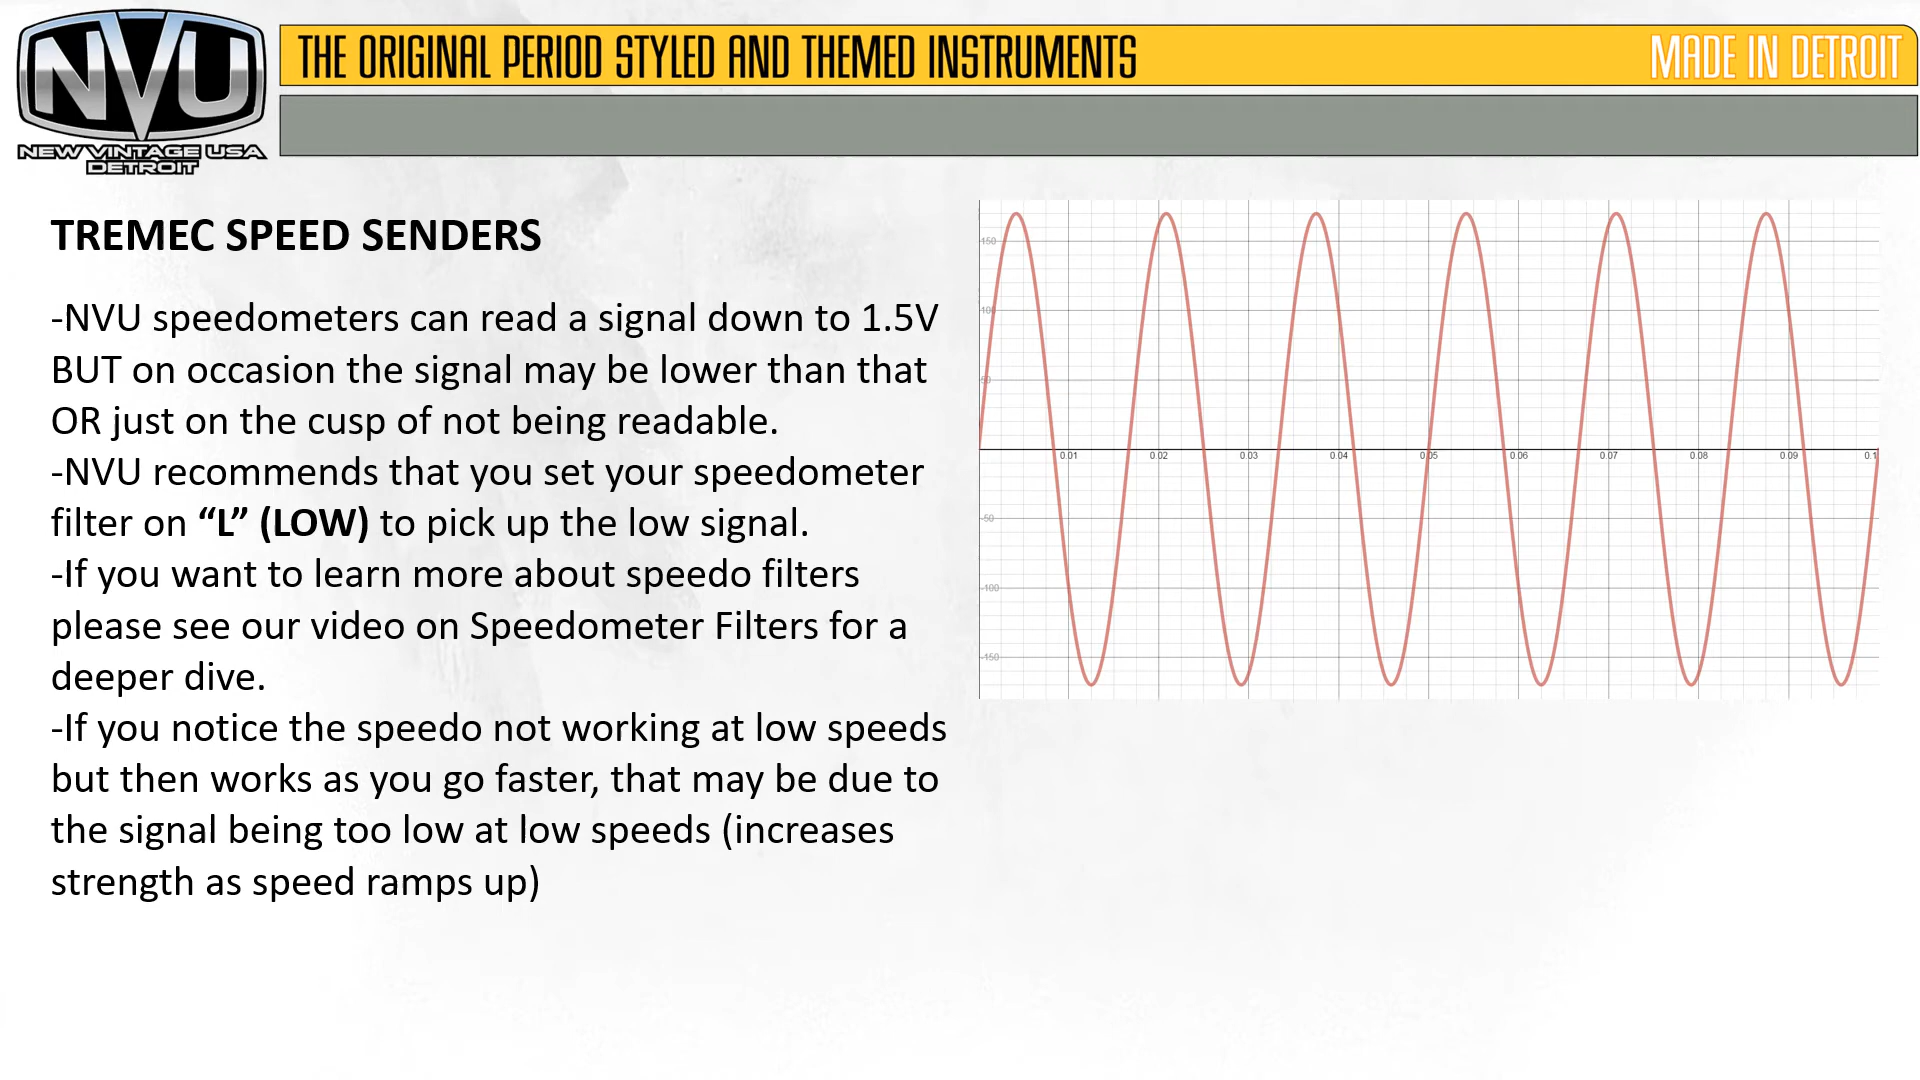 NVU
NEW VINTAGE USA
DETROIT
THE ORIGINAL PERIOD STYLED AND THEMED INSTRUMENTS
MADE IN DETROIT
TREMEC SPEED SENDERS
-NVU speedometers can read a signal down to 1.5V
BUT on occasion the signal may be lower than that
OR just on the cusp of not being readable.
-NVU recommends that you set your speedometer
filter on “L” (LOW) to pick up the low signal.
-If you want to learn more about speedo filters
please see our video on Speedometer Filters for a
deeper dive.
-If you notice the speedo not working at low speeds
but then works as you go faster, that may be due to
the signal being too low at low speeds (increases
strength as speed ramps up)
150
100
50
0.01 0.02 0.03 0.04 0.05 0.06 0.07 0.08 0.09 0.1
-50
-100
-150